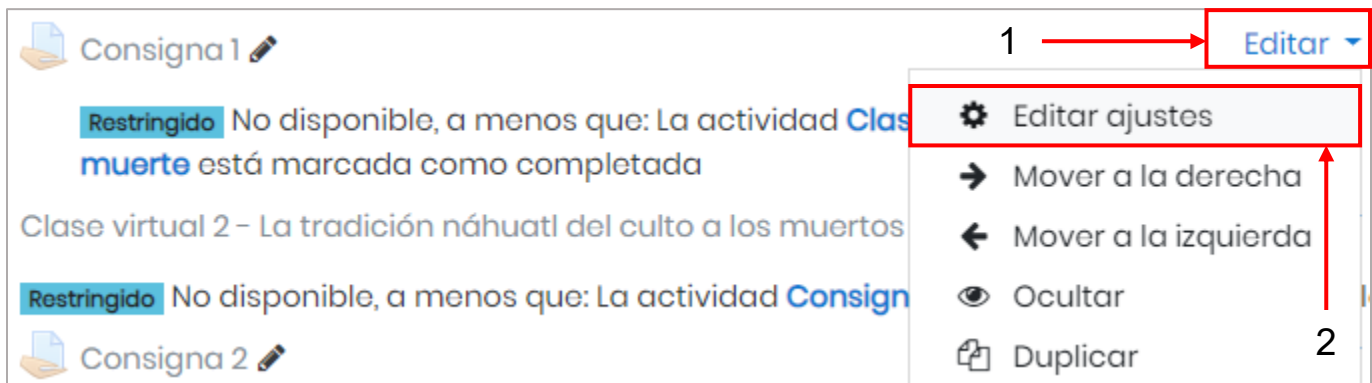 Consigna 1
1
Editar
Restringido No disponible, a menos que: La actividad Clas
Editar ajustes
muerte está marcada como completada
Mover a la derecha
Clase virtual 2 - La tradición náhuatl del culto a los muertos
Mover a la izquierda
Restringido No disponible, a menos que: La actividad Consign
Ocultar
Consigna 2
Duplicar
2